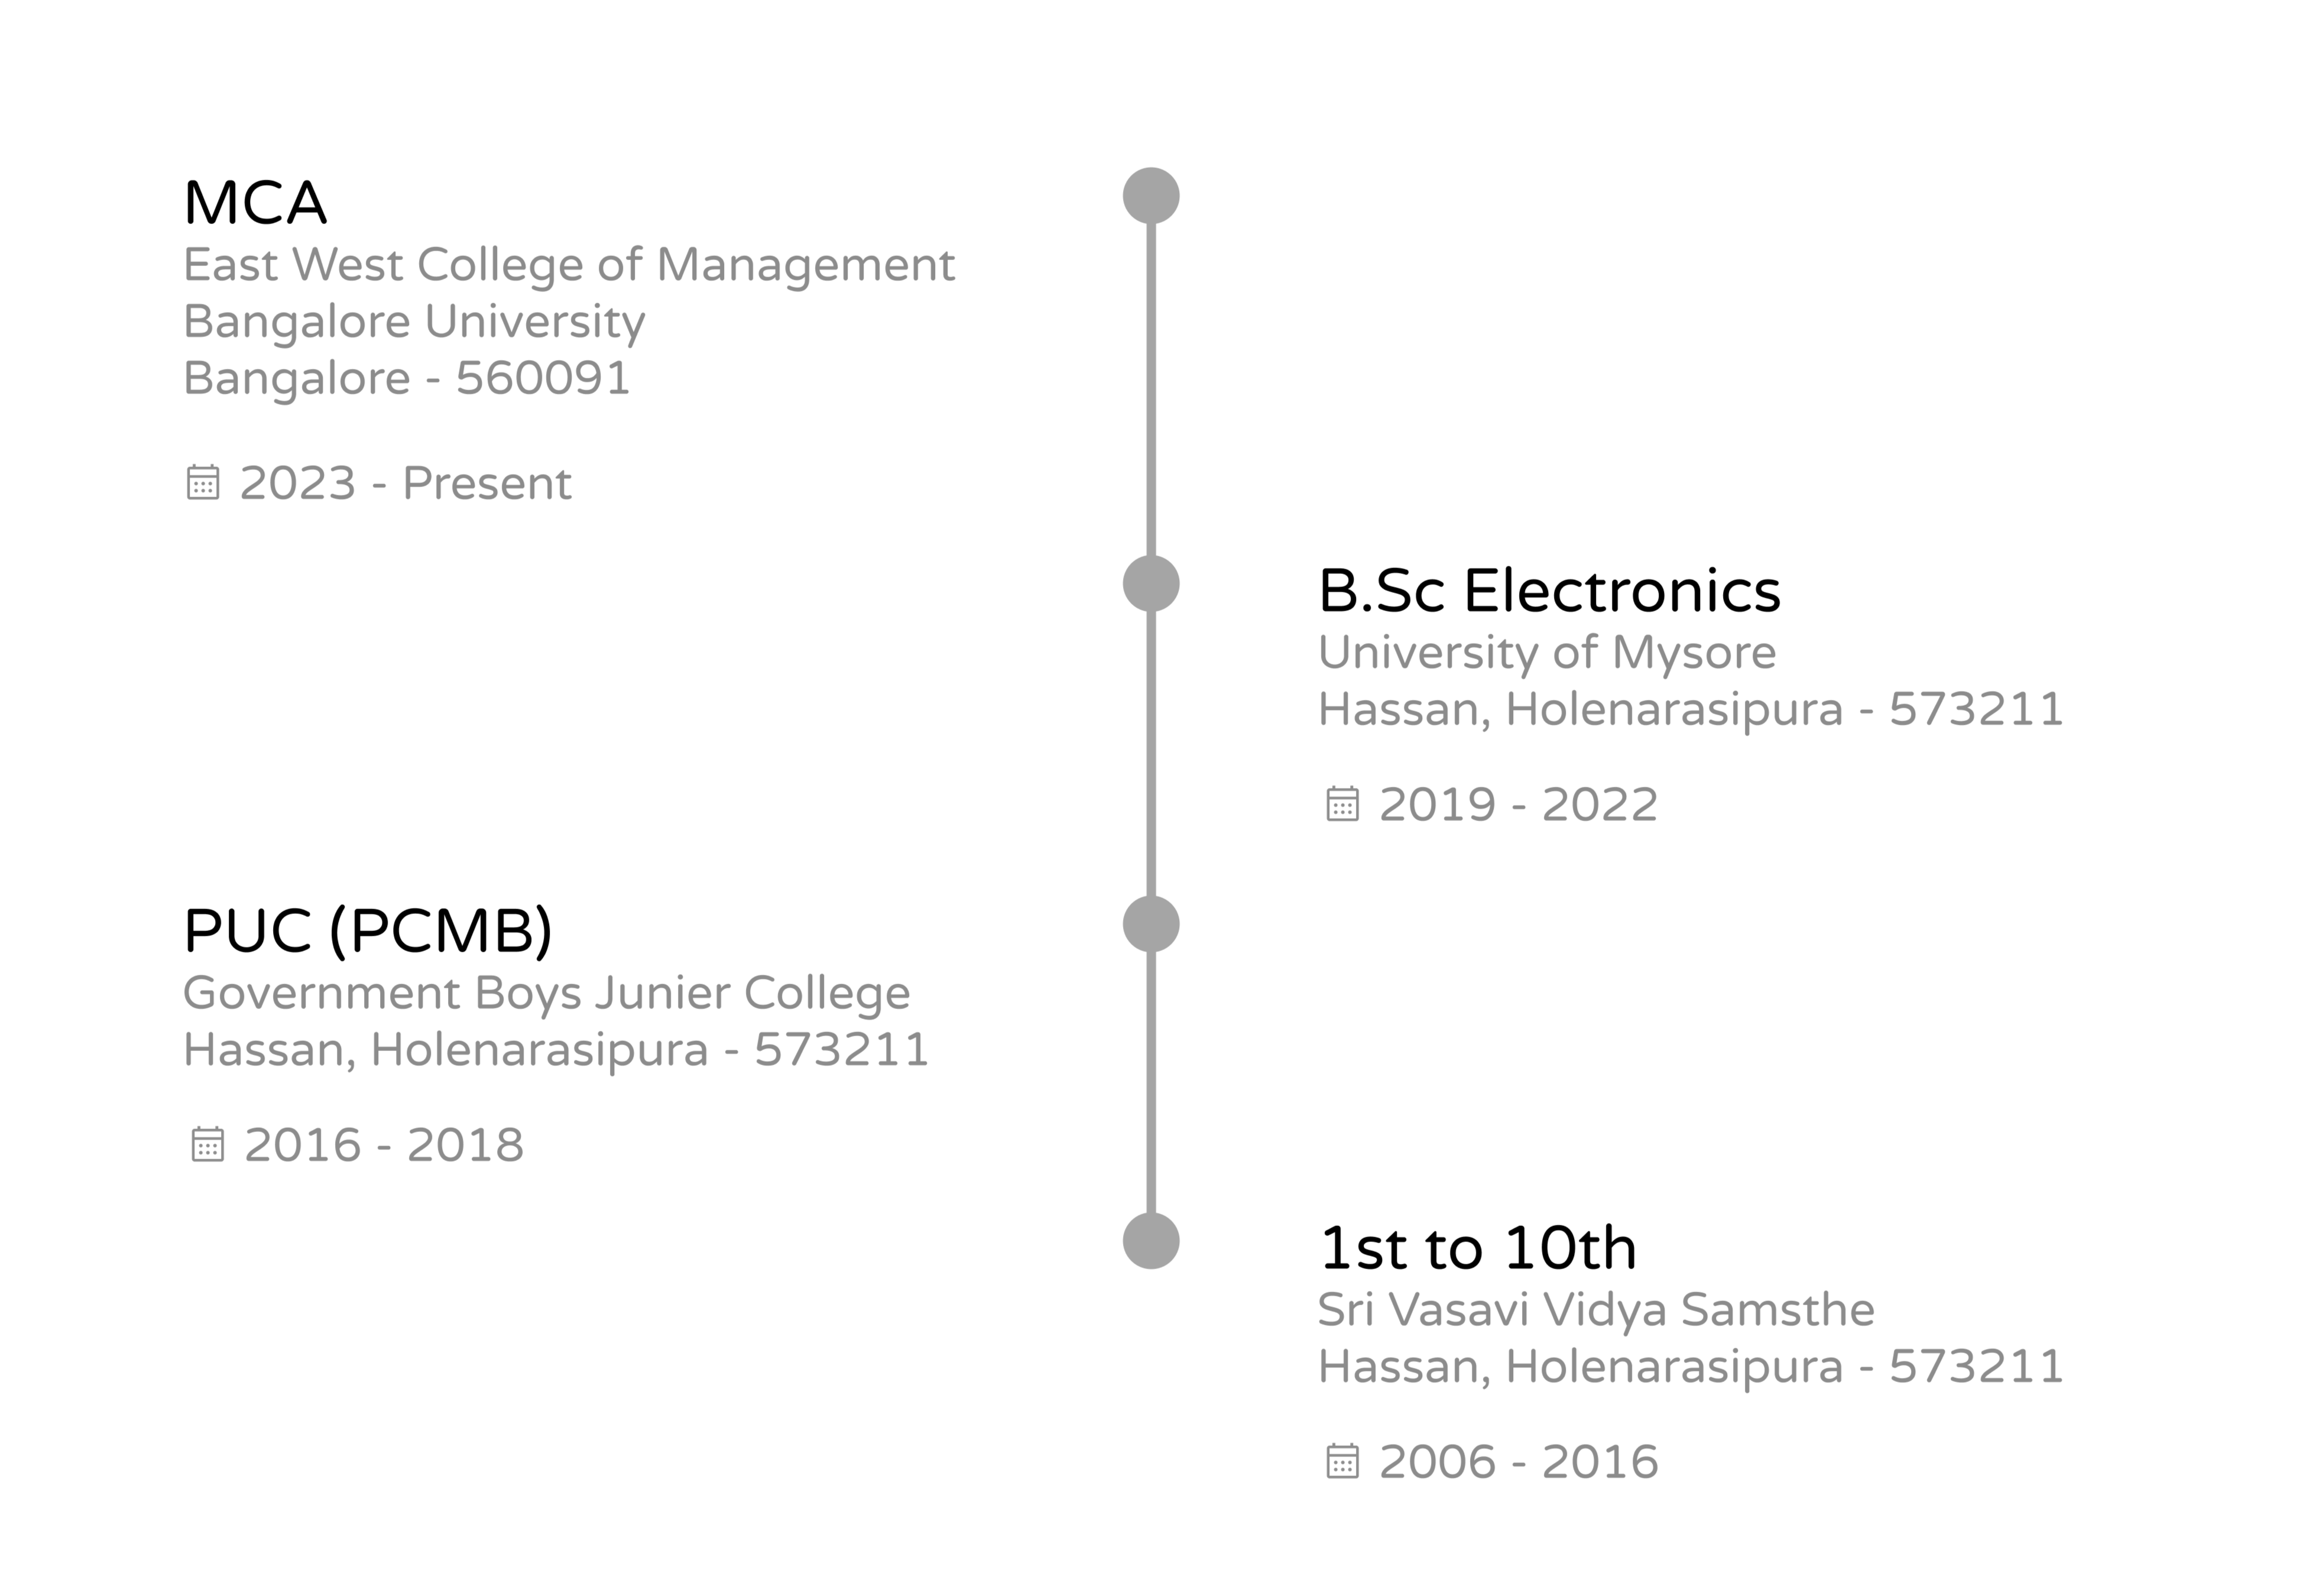 MCA
East West College of Management
Bangalore University
Bangalore - 560091
2023 - Present
B.Sc Electronics
University of Mysore
Hassan, Holenarasipura - 573211
2019 - 2022
PUC (PCMB)
Government Boys Junier College
Hassan, Holenarasipura - 573211
2016 - 2018
1st to 10th
Sri Vasavi Vidya Samsthe
Hassan, Holenarasipura - 573211
2006 - 2016